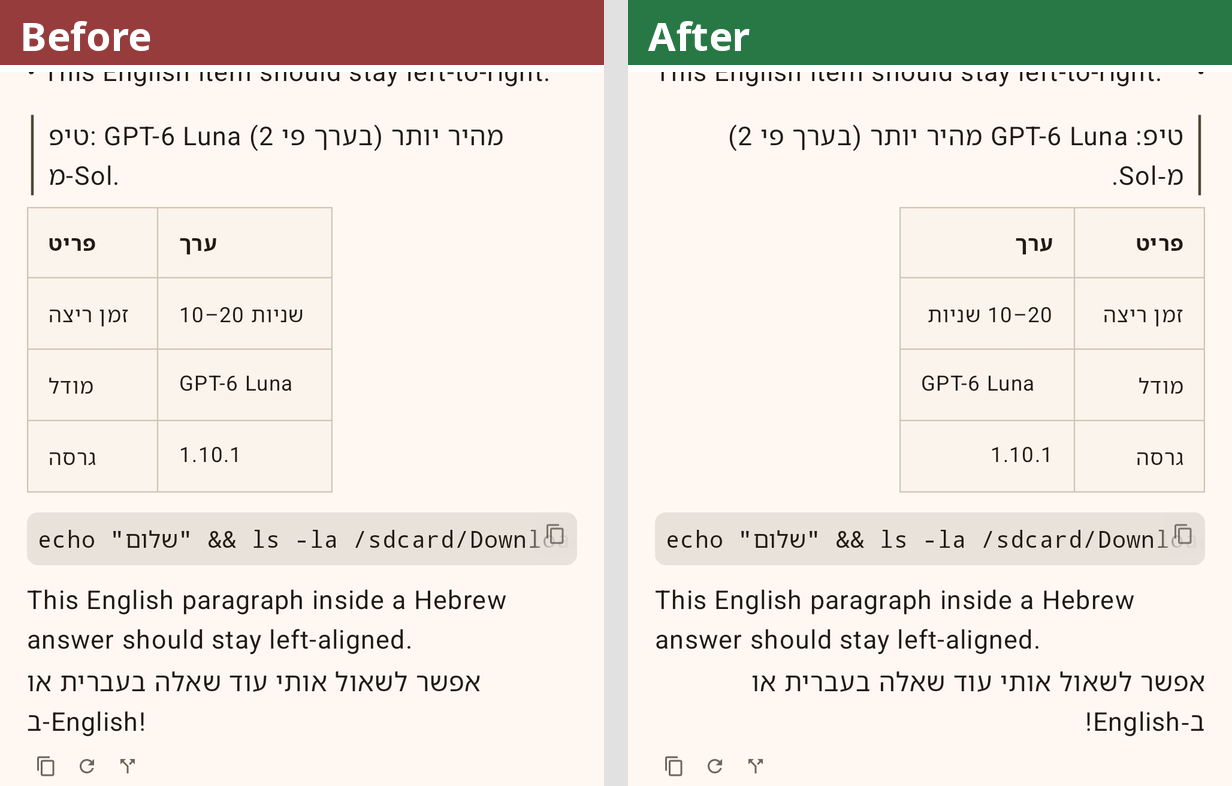 Before
This English item should stay left-to-right.
טיפ: GPT-6 Luna מהיר יותר (בערך פי 2)
מ-Sol.
פריט ערך
זמן ריצה 10–20 שניות
מודל GPT-6 Luna
גרסה 1.10.1
echo "שלום" && ls -la /sdcard/Downloa
This English paragraph inside a Hebrew
answer should stay left-aligned.
אפשר לשאול אותי עוד שאלה בעברית או
ב-English!
After
This English item should stay left-to-right.
טיפ: GPT-6 Luna מהיר יותר (בערך פי 2)
מ-Sol.
פריט ערך
זמן ריצה 10–20 שניות
מודל GPT-6 Luna
גרסה 1.10.1
echo "שלום" && ls -la /sdcard/Downloa
This English paragraph inside a Hebrew
answer should stay left-aligned.
אפשר לשאול אותי עוד שאלה בעברית או
ב-English!